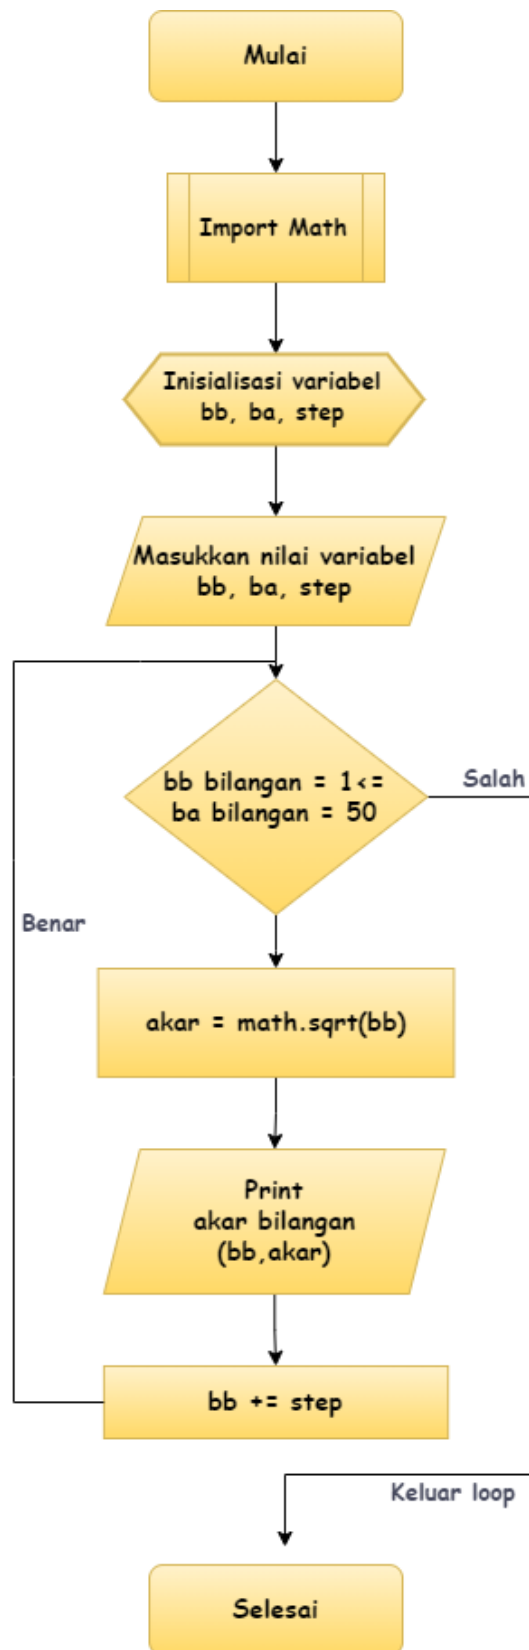 Mulai
Import Math
Inisialisasi variabel
bb, ba, step
Masukkan nilai variabel
bb, ba, step
bb bilangan = 1<=
ba bilangan = 50
Salah
Benar
akar = math.sqrt(bb)
Print
akar bilangan
(bb,akar)
bb += step
Keluar loop
Selesai